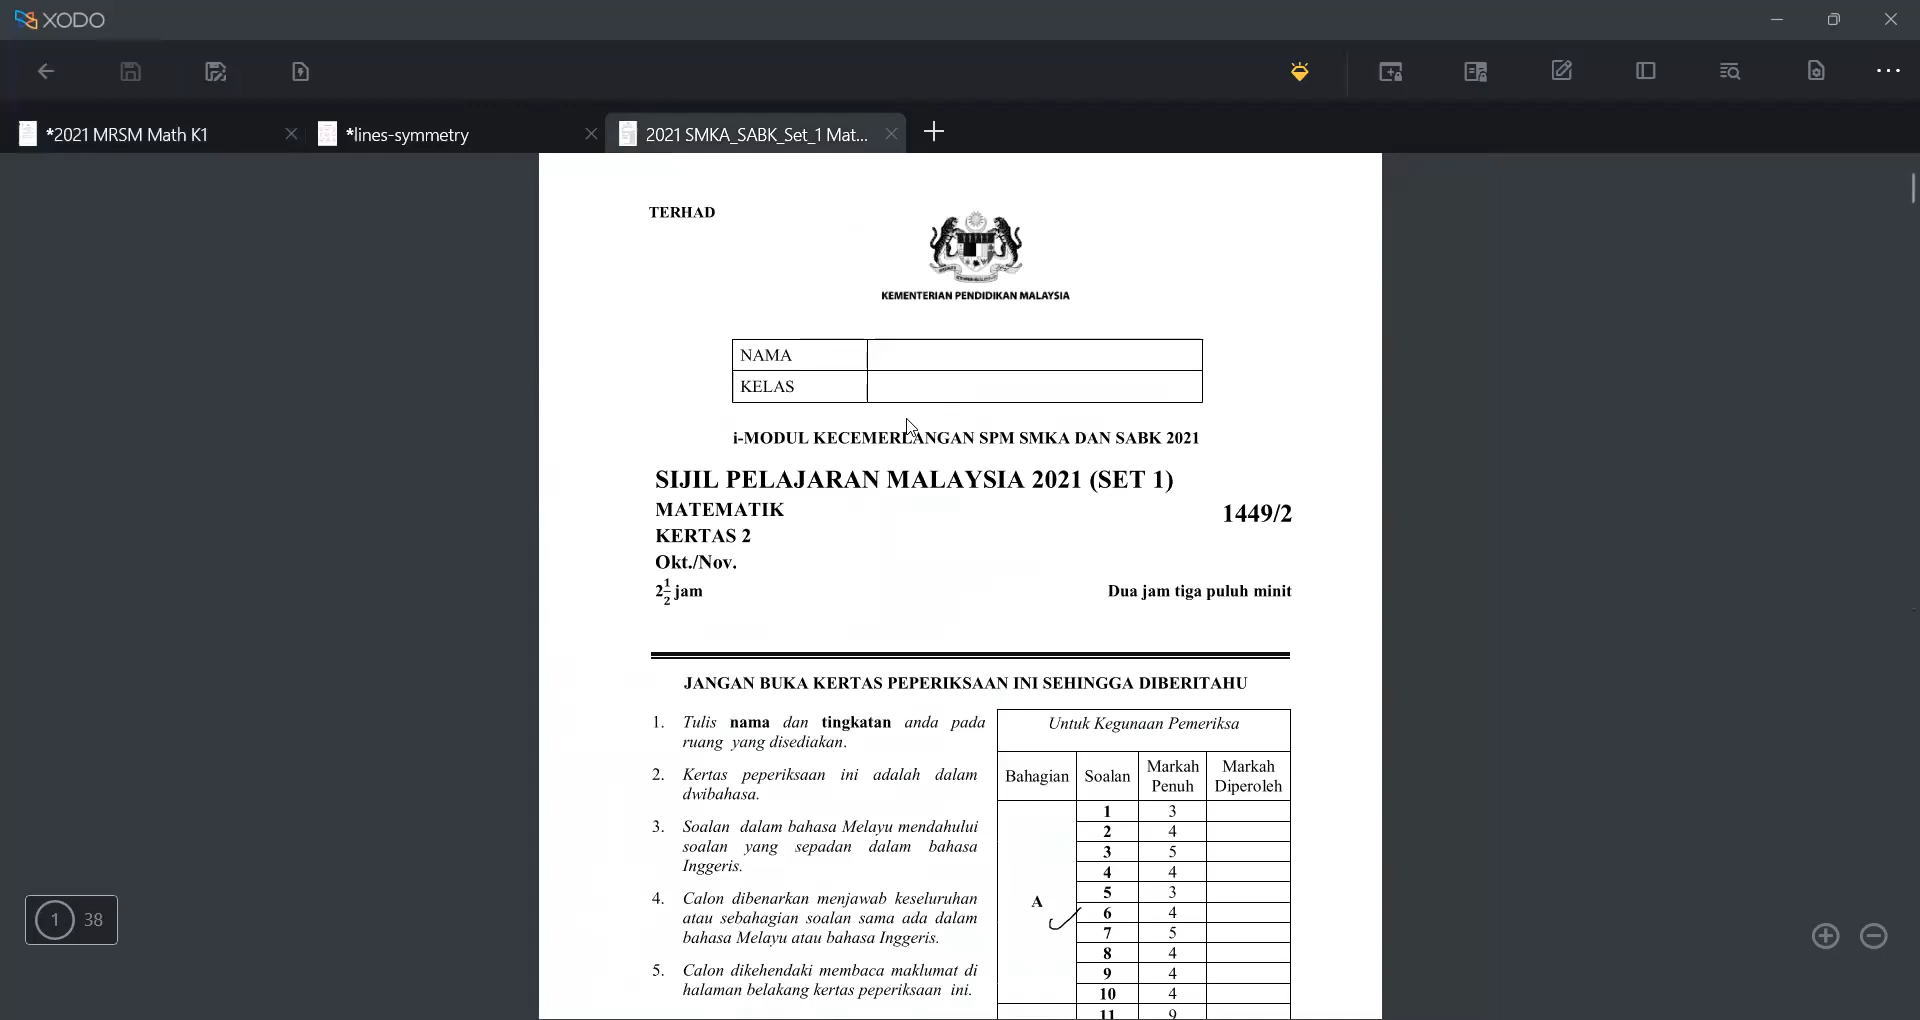 XODO
*2021 MRSM Math K1
*lines-symmetry
2021 SMKA_SABK_Set_1 Mat...
TERHAD
KEMENTERIAN PENDIDIKAN MALAYSIA
NAMA
KELAS
i-MODUL KECEMERLANGAN SPM SMKA DAN SABK 2021
SIJIL PELAJARAN MALAYSIA 2021 (SET 1)
MATEMATIK
1449/2
KERTAS 2
Okt./Nov.
2 1/2 jam
Dua jam tiga puluh minit
JANGAN BUKA KERTAS PEPERIKSAAN INI SEHINGGA DIBERITAHU
1. Tulis nama dan tingkatan anda pada
ruang yang disediakan.
2. Kertas peperiksaan ini adalah dalam
dwibahasa.
3. Soalan dalam bahasa Melayu mendahului
soalan yang sepadan dalam bahasa
Inggeris.
4. Calon dibenarkan menjawab keseluruhan
atau sebahagian soalan sama ada dalam
bahasa Melayu atau bahasa Inggeris.
5. Calon dikehendaki membaca maklumat di
halaman belakang kertas peperiksaan ini.
Untuk Kegunaan Pemeriksa
Bahagian Soalan Markah Penuh Markah Diperoleh
A
1 3
2 4
3 5
4 4
5 3
6 4
7 5
8 4
9 4
10 4
11 9
1 38